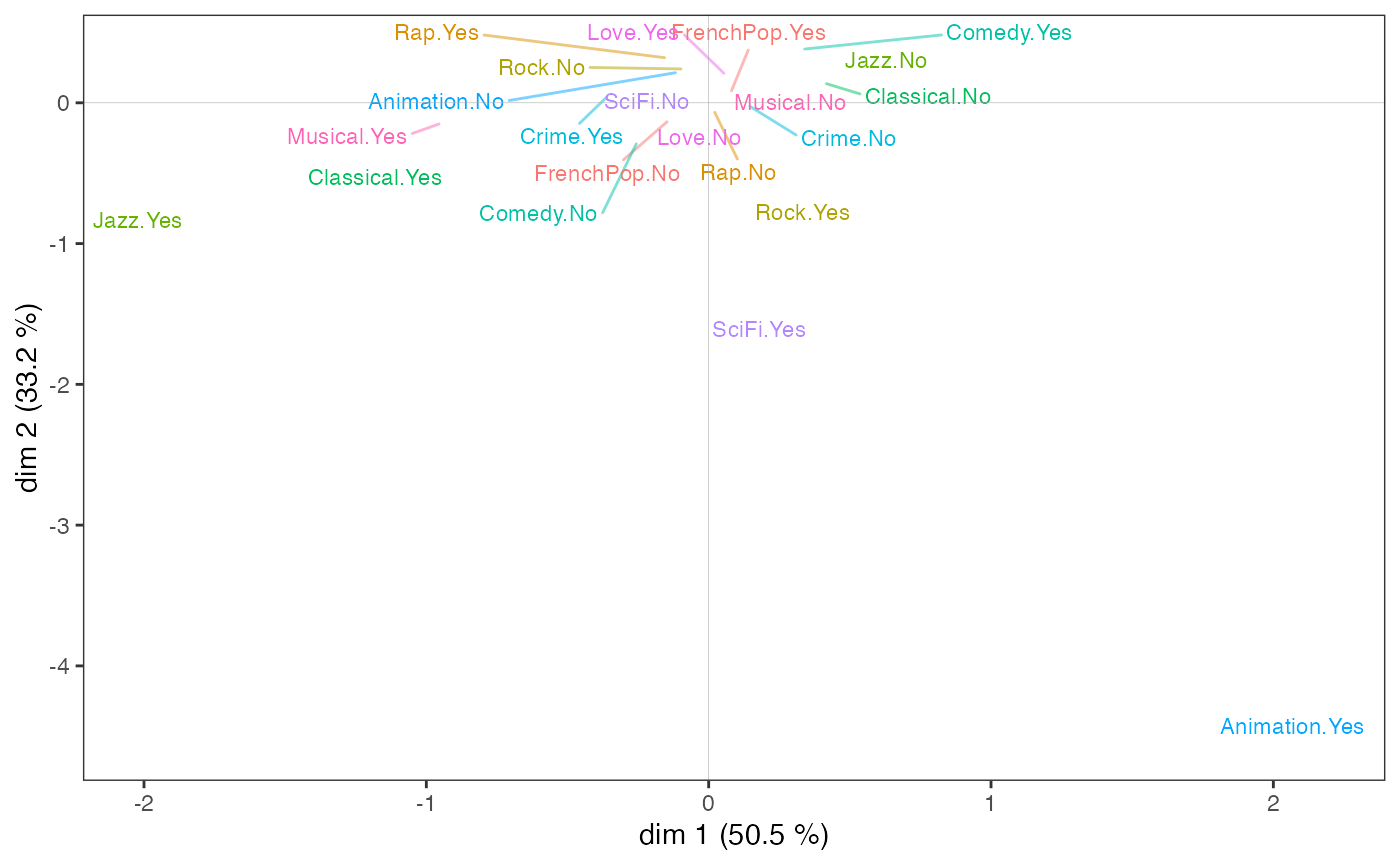 Rap.Yes
Love.Yes
FrenchPop.Yes
Comedy.Yes
Rock.No
Jazz.No
Animation.No
SciFi.No
Musical.No
Classical.No
0
Musical.Yes
Crime.Yes
Love.No
Crime.No
Classical.Yes
FrenchPop.No
Rap.No
Jazz.Yes
Comedy.No
Rock.Yes
-1
SciFi.Yes
-2
-3
-4
Animation.Yes
dim 2 (33.2 %)
-2
-1
0
1
2
dim 1 (50.5 %)